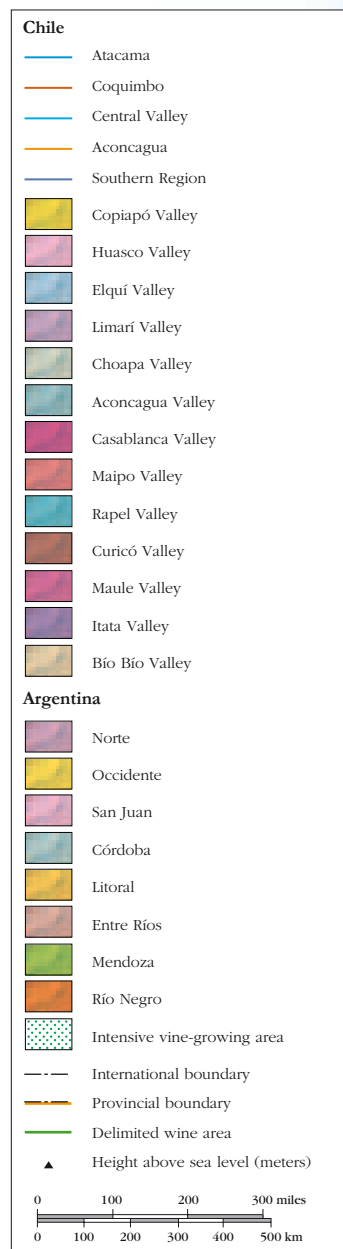 Chile
Atacama
Coquimbo
Central Valley
Aconcagua
Southern Region
Copiapó Valley
Huasco Valley
Elquí Valley
Limarí Valley
Choapa Valley
Aconcagua Valley
Casablanca Valley
Maipo Valley
Rapel Valley
Curicó Valley
Maule Valley
Itata Valley
Bío Bío Valley
Argentina
Norte
Occidente
San Juan
Córdoba
Litoral
Entre Ríos
Mendoza
Río Negro
Intensive vine-growing area
International boundary
Provincial boundary
Delimited wine area
Height above sea level (meters)
0 100 200 300 miles
0 100 200 300 400 500 km